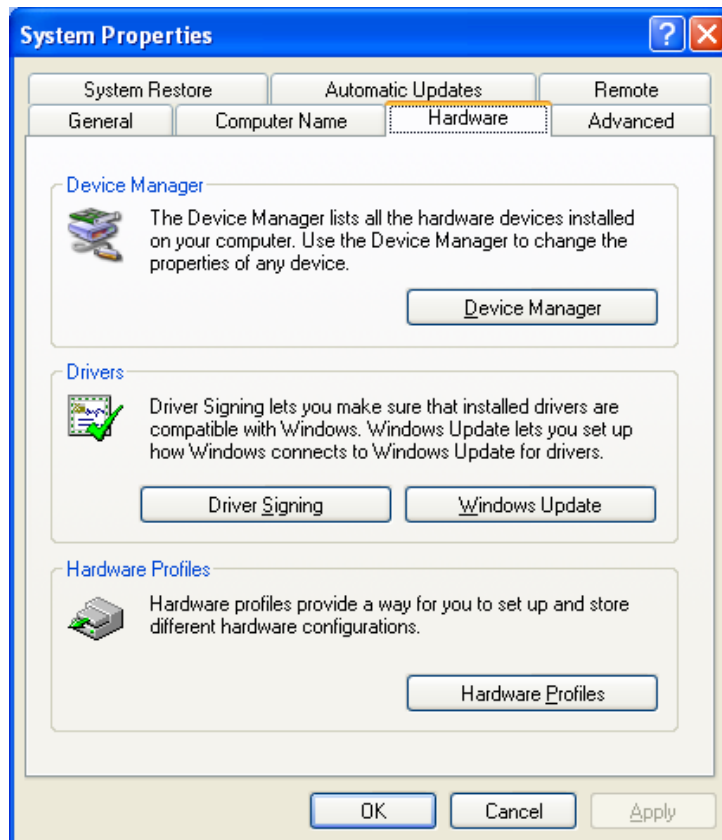 System Properties
System Restore
Automatic Updates
Remote
General
Computer Name
Hardware
Advanced
Device Manager
The Device Manager lists all the hardware devices installed
on your computer. Use the Device Manager to change the
properties of any device.
Device Manager
Drivers
Driver Signing lets you make sure that installed drivers are
compatible with Windows. Windows Update lets you set up
how Windows connects to Windows Update for drivers.
Driver Signing
Windows Update
Hardware Profiles
Hardware profiles provide a way for you to set up and store
different hardware configurations.
Hardware Profiles
OK
Cancel
Apply